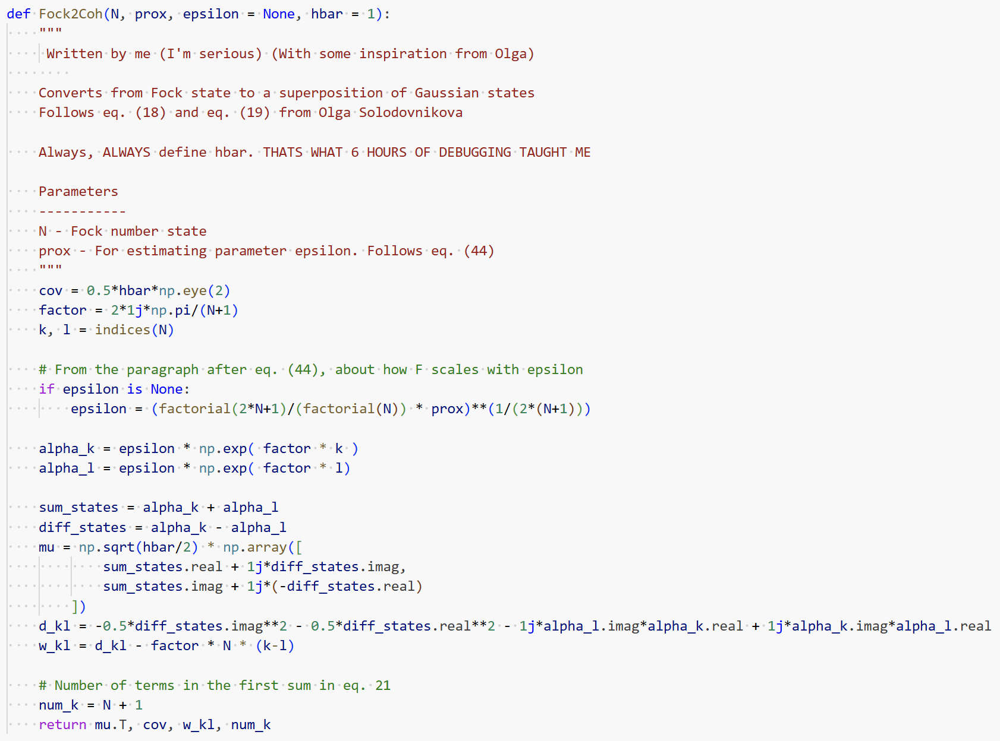 def Fock2Coh(N, prox, epsilon = None, hbar = 1):
"""
Written by me (I'm serious) (With some inspiration from Olga)
Converts from Fock state to a superposition of Gaussian states
Follows eq. (18) and eq. (19) from Olga Solodovnikova
Always, ALWAYS define hbar. THATS WHAT 6 HOURS OF DEBUGGING TAUGHT ME
Parameters
-----------
N - Fock number state
prox - For estimating parameter epsilon. Follows eq. (44)
"""
cov = 0.5*hbar*np.eye(2)
factor = 2*1j*np.pi/(N+1)
k, l = indices(N)
# From the paragraph after eq. (44), about how F scales with epsilon
if epsilon is None:
epsilon = (factorial(2*N+1)/(factorial(N)) * prox)**(1/(2*(N+1)))
alpha_k = epsilon * np.exp( factor * k )
alpha_l = epsilon * np.exp( factor * l)
sum_states = alpha_k + alpha_l
diff_states = alpha_k - alpha_l
mu = np.sqrt(hbar/2) * np.array([
sum_states.real + 1j*diff_states.imag,
sum_states.imag + 1j*(-diff_states.real)
])
d_kl = -0.5*diff_states.imag**2 - 0.5*diff_states.real**2 - 1j*alpha_l.imag*alpha_k.real + 1j*alpha_k.imag*alpha_l.real
w_kl = d_kl - factor * N * (k-l)
# Number of terms in the first sum in eq. 21
num_k = N + 1
return mu.T, cov, w_kl, num_k